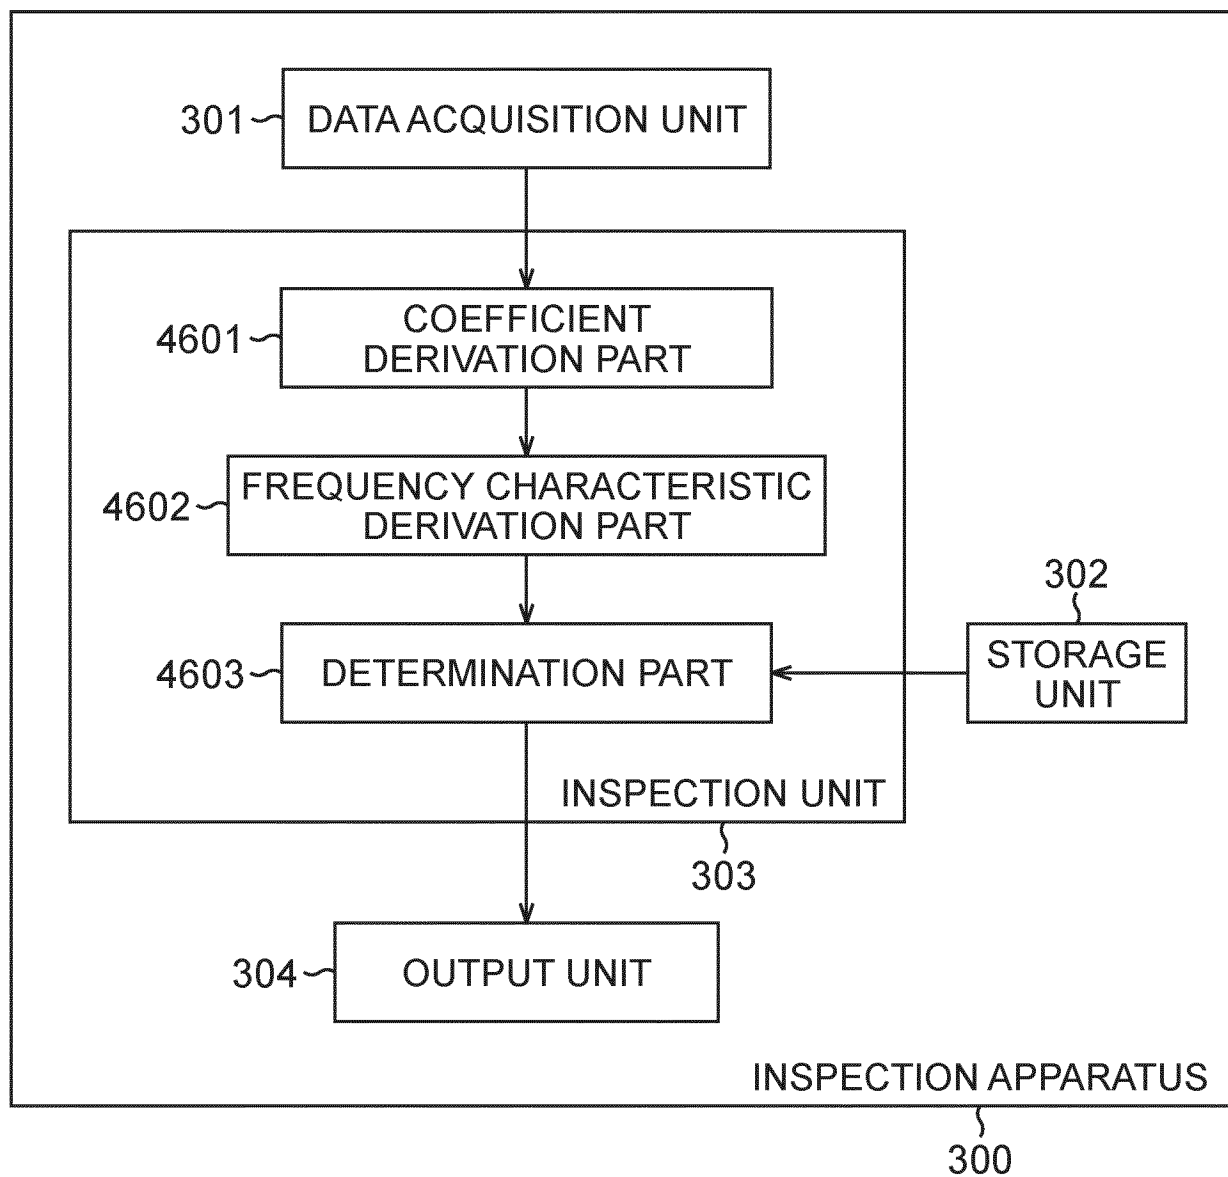 301
DATA ACQUISITION UNIT
4601
COEFFICIENT
DERIVATION PART
4602
FREQUENCY CHARACTERISTIC
DERIVATION PART
302
4603
DETERMINATION PART
STORAGE
UNIT
INSPECTION UNIT
303
304
OUTPUT UNIT
INSPECTION APPARATUS
300